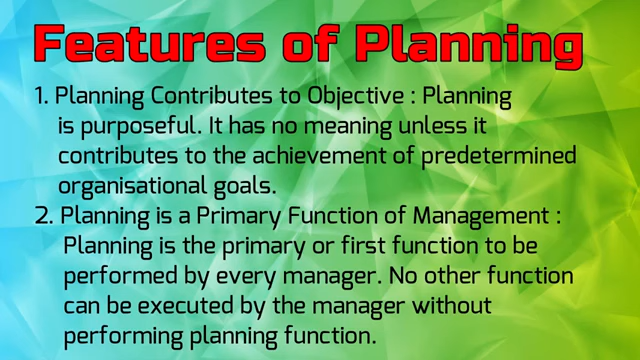 Features of Planning
1. Planning Contributes to Objective : Planning
is purposeful. It has no meaning unless it
contributes to the achievement of predetermined
organisational goals.
2. Planning is a Primary Function of Management :
Planning is the primary or first function to be
performed by every manager. No other function
can be executed by the manager without
performing planning function.